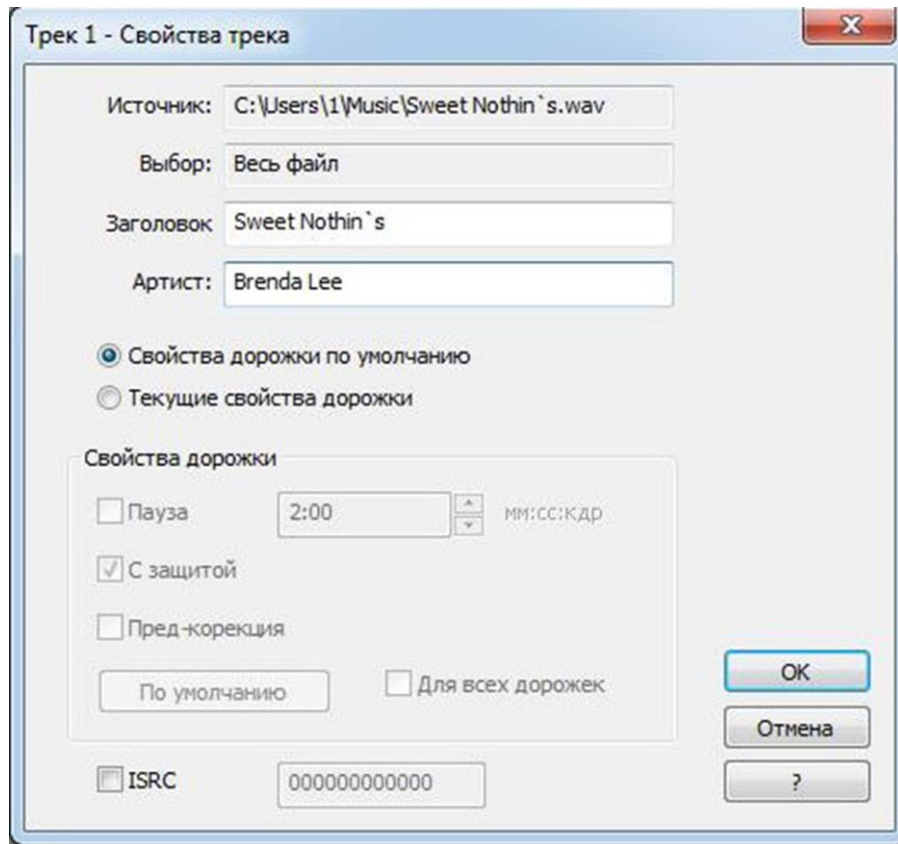 Трек 1 - Свойства трека
Источник: C:\Users\1\Music\Sweet Nothin`s.wav
Выбор: Весь файл
Заголовок Sweet Nothin`s
Артист: Brenda Lee
Свойства дорожки по умолчанию
Текущие свойства дорожки
Свойства дорожки
Пауза 2:00 мм:сс:кдр
С защитой
Пред-корекция
По умолчанию Для всех дорожек
OK
Отмена
ISRC 000000000000 ?